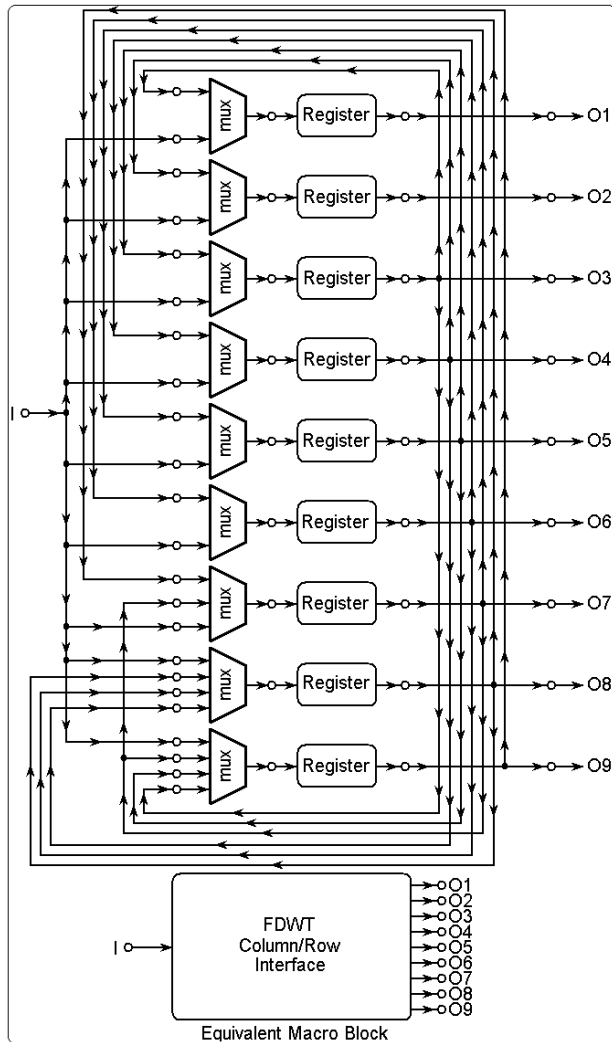 mux Register O1
mux Register O2
mux Register O3
mux Register O4
I mux Register O5
mux Register O6
mux Register O7
mux Register O8
mux Register O9
I FDWT
Column/Row
Interface
O1
O2
O3
O4
O5
O6
O7
O8
O9
Equivalent Macro Block